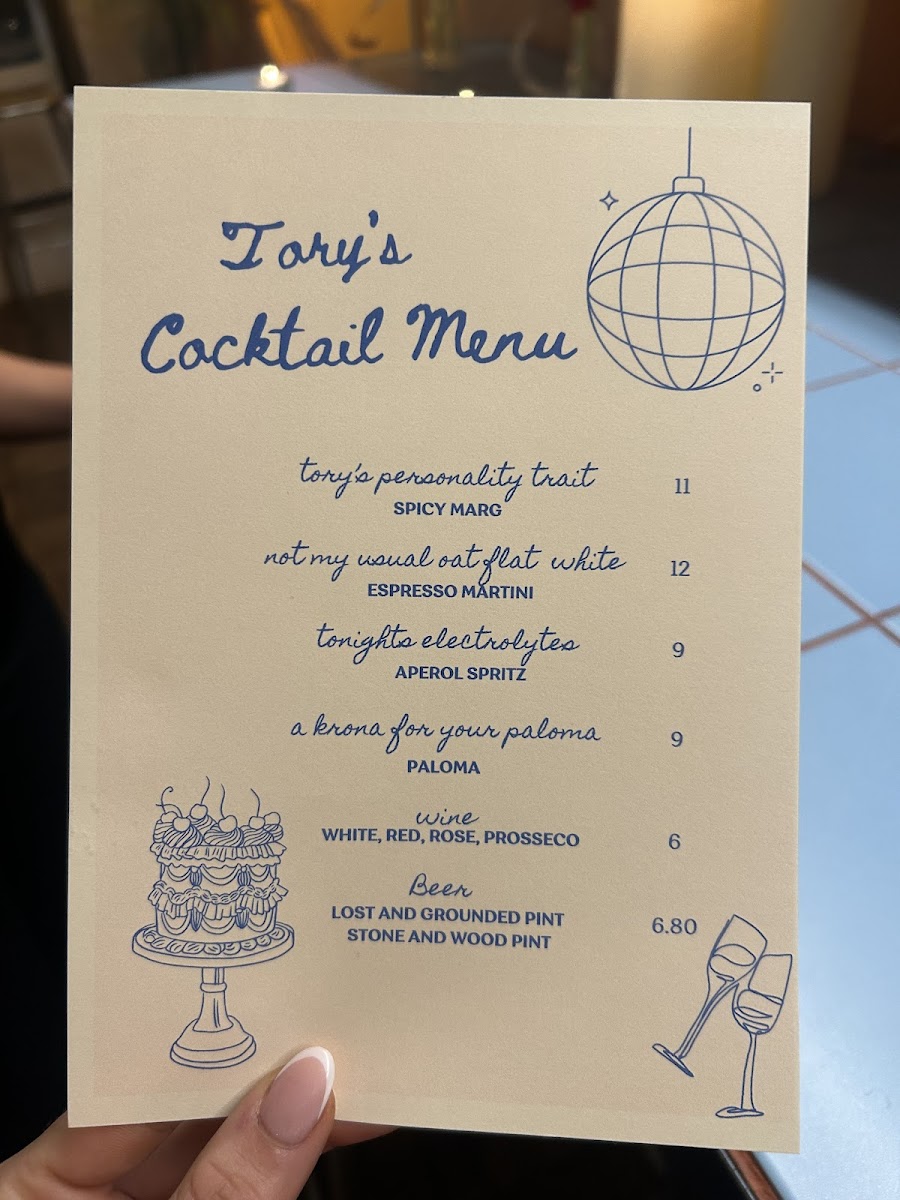 Tory's
Cocktail Menu
tory's personality trait 11
SPICY MARG
not my usual oat flat white 12
ESPRESSO MARTINI
tonights electrolytes 9
APEROL SPRITZ
a krona for your paloma 9
PALOMA
wine
WHITE, RED, ROSE, PROSSECO 6
Beer
LOST AND GROUNDED PINT 6.80
STONE AND WOOD PINT